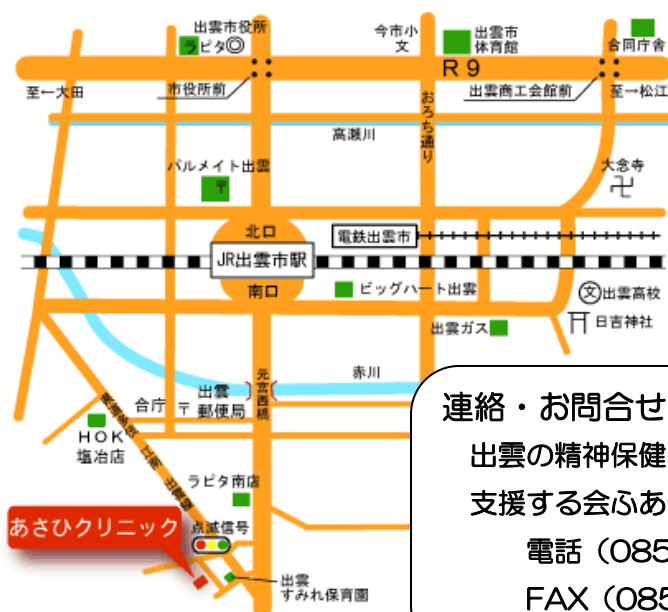 出雲市役所
ラピタ◎
今市小
文
出雲市
体育館
合同庁舎
R9
至←大田
市役所前
出雲商工会館前
至→松江
おろち通り
高瀬川
パルメイト出雲
〒
大念寺
卍
北口
電鉄出雲市
JR出雲市駅
南口
ビッグハート出雲
文 出雲高校
出雲ガス
日吉神社
赤川
元宮西橋
合庁
〒
出雲
郵便局
HOK
塩冶店
ラピタ南店
あさひクリニック
点滅信号
出雲
すみれ保育園
連絡・お問合せ
出雲の精神保健
支援する会ふあ
電話（085
FAX（085